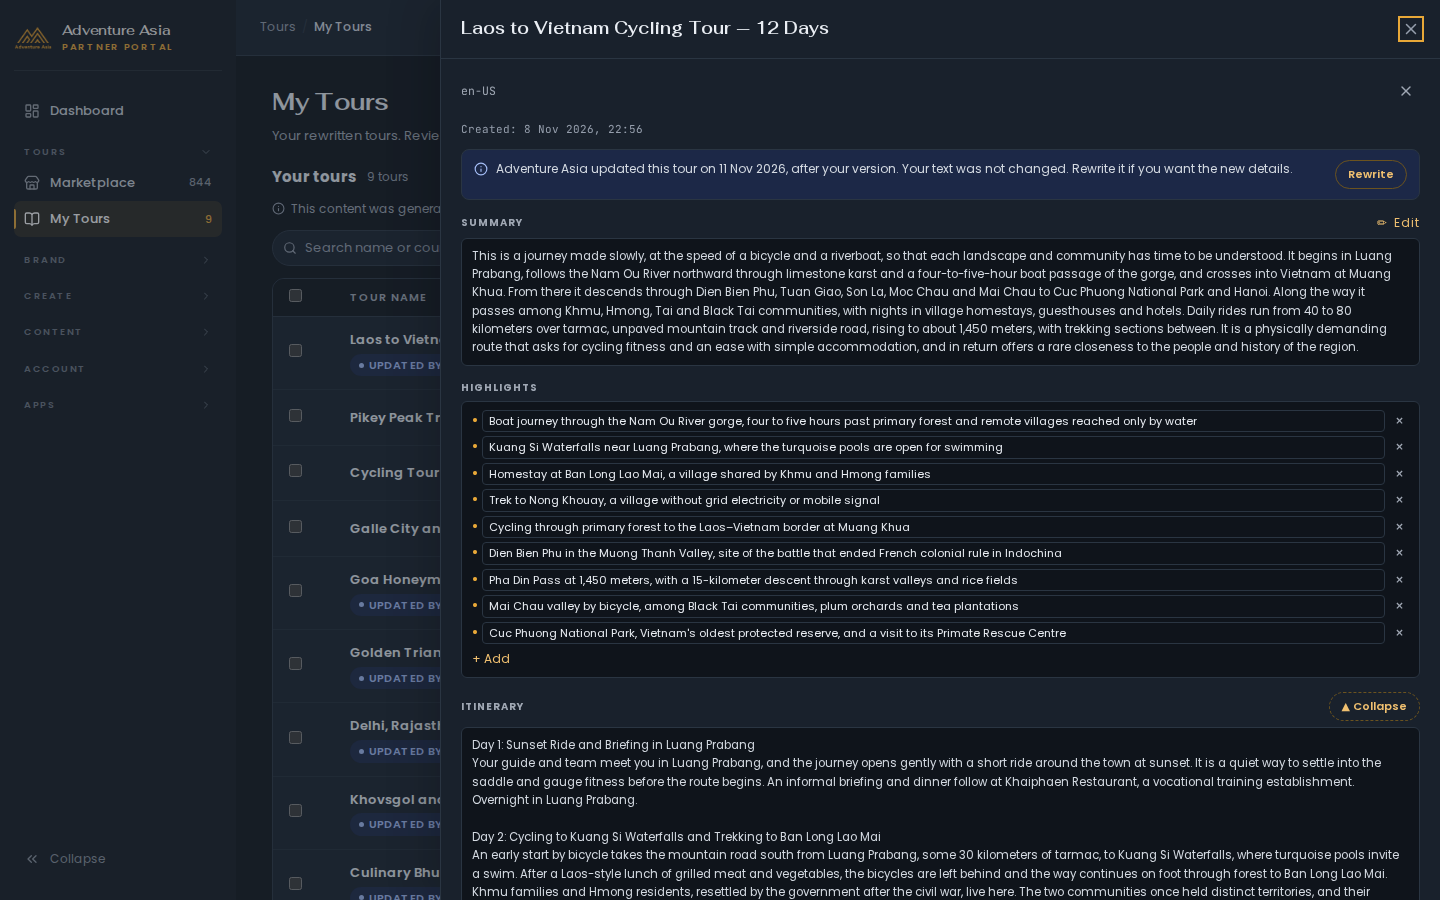 Adventure Asia
PARTNER PORTAL
Adventure Asia
Dashboard
TOURS
Marketplace 844
My Tours 9
BRAND
CREATE
CONTENT
ACCOUNT
APPS
Collapse
Tours / My Tours
My Tours
Your rewritten tours. Revie
Your tours 9 tours
This content was genera
Search name or cou
TOUR NAME
Laos to Vietn
UPDATED BY
Pikey Peak Tr
Cycling Tour
Galle City an
Goa Honeym
UPDATED BY
Golden Trian
UPDATED BY
Delhi, Rajasth
UPDATED BY
Khovsgol and
UPDATED BY
Culinary Bhu
UPDATED BY
Laos to Vietnam Cycling Tour — 12 Days
en-US
Created: 8 Nov 2026, 22:56
Adventure Asia updated this tour on 11 Nov 2026, after your version. Your text was not changed. Rewrite it if you want the new details.
Rewrite
SUMMARY
✏ Edit
This is a journey made slowly, at the speed of a bicycle and a riverboat, so that each landscape and community has time to be understood. It begins in Luang
Prabang, follows the Nam Ou River northward through limestone karst and a four-to-five-hour boat passage of the gorge, and crosses into Vietnam at Muang
Khua. From there it descends through Dien Bien Phu, Tuan Giao, Son La, Moc Chau and Mai Chau to Cuc Phuong National Park and Hanoi. Along the way it
passes among Khmu, Hmong, Tai and Black Tai communities, with nights in village homestays, guesthouses and hotels. Daily rides run from 40 to 80
kilometers over tarmac, unpaved mountain track and riverside road, rising to about 1,450 meters, with trekking sections between. It is a physically demanding
route that asks for cycling fitness and an ease with simple accommodation, and in return offers a rare closeness to the people and history of the region.
HIGHLIGHTS
• Boat journey through the Nam Ou River gorge, four to five hours past primary forest and remote villages reached only by water ×
• Kuang Si Waterfalls near Luang Prabang, where the turquoise pools are open for swimming ×
• Homestay at Ban Long Lao Mai, a village shared by Khmu and Hmong families ×
• Trek to Nong Khouay, a village without grid electricity or mobile signal ×
• Cycling through primary forest to the Laos–Vietnam border at Muang Khua ×
• Dien Bien Phu in the Muong Thanh Valley, site of the battle that ended French colonial rule in Indochina ×
• Pha Din Pass at 1,450 meters, with a 15-kilometer descent through karst valleys and rice fields ×
• Mai Chau valley by bicycle, among Black Tai communities, plum orchards and tea plantations ×
• Cuc Phuong National Park, Vietnam's oldest protected reserve, and a visit to its Primate Rescue Centre ×
+ Add
ITINERARY
▲ Collapse
Day 1: Sunset Ride and Briefing in Luang Prabang
Your guide and team meet you in Luang Prabang, and the journey opens gently with a short ride around the town at sunset. It is a quiet way to settle into the
saddle and gauge fitness before the route begins. An informal briefing and dinner follow at Khaiphaen Restaurant, a vocational training establishment.
Overnight in Luang Prabang.
Day 2: Cycling to Kuang Si Waterfalls and Trekking to Ban Long Lao Mai
An early start by bicycle takes the mountain road south from Luang Prabang, some 30 kilometers of tarmac, to Kuang Si Waterfalls, where turquoise pools invite
a swim. After a Laos-style lunch of grilled meat and vegetables, the bicycles are left behind and the way continues on foot through forest to Ban Long Lao Mai.
Khmu families and Hmong residents, resettled by the government after the civil war, live here. The two communities once held distinct territories, and their